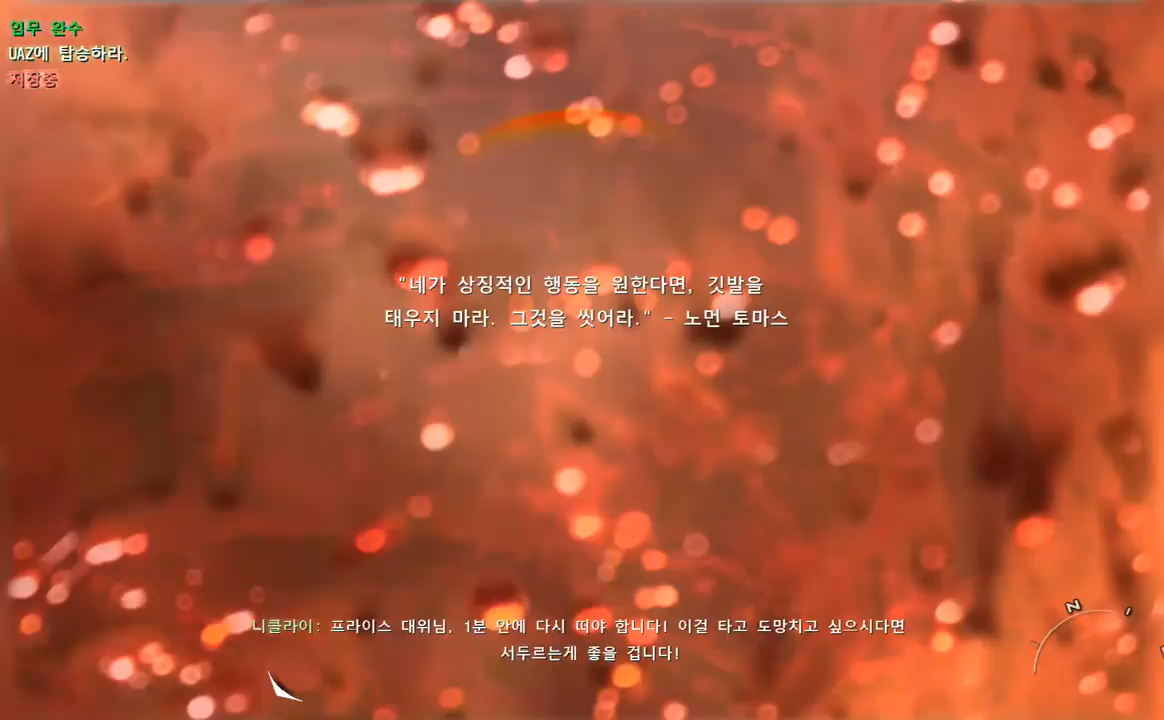 임무 완수
UAZ에 탑승하라.
저장중
"네가 상징적인 행동을 원한다면, 깃발을
태우지 마라. 그것을 씻어라." - 노먼 토마스
니콜라이: 프라이스 대위님, 1분 안에 다시 떠야 합니다! 이걸 타고 도망치고 싶으시다면
서두르는게 좋을 겁니다!
N